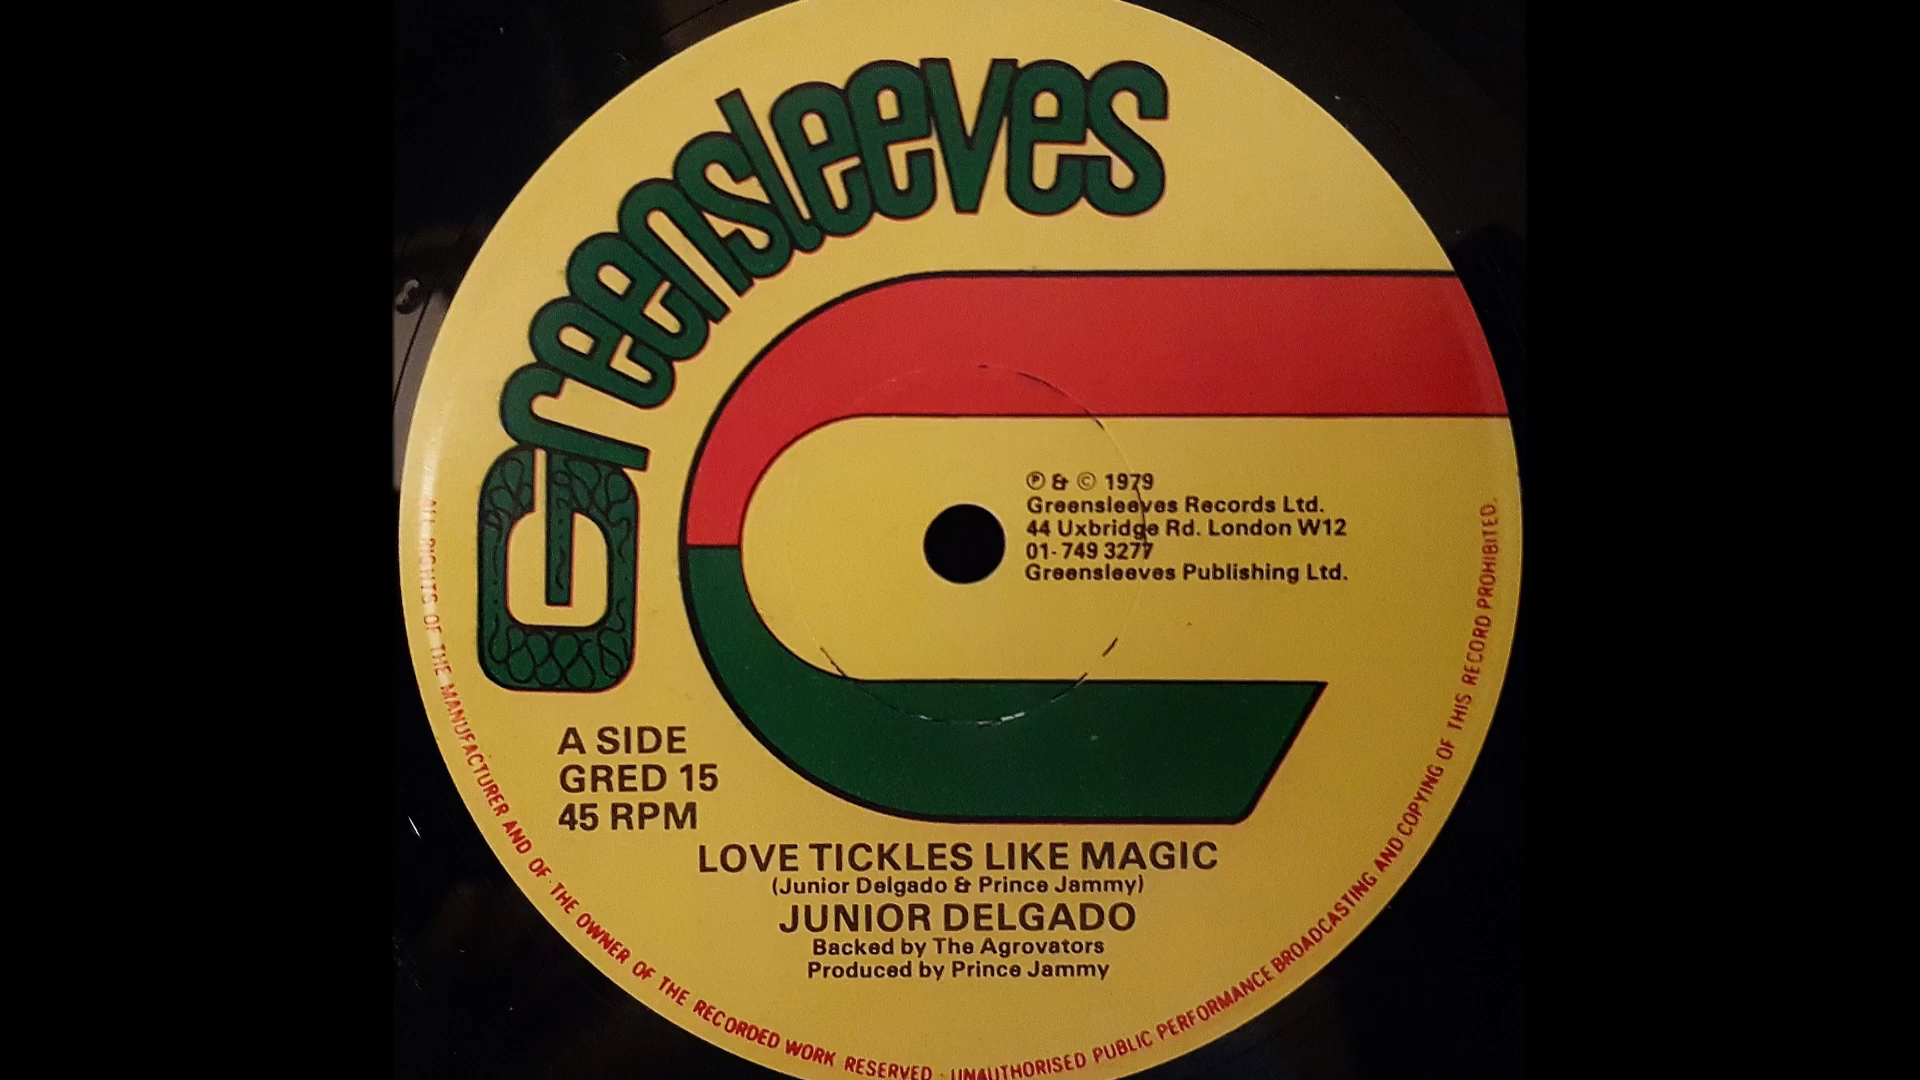 Greensleeves
℗ & © 1979
Greensleeves Records Ltd.
44 Uxbridge Rd. London W12
01-749 3277
Greensleeves Publishing Ltd.
A SIDE
GRED 15
45 RPM
LOVE TICKLES LIKE MAGIC
(Junior Delgado & Prince Jammy)
JUNIOR DELGADO
Backed by The Agrovators
Produced by Prince Jammy
ALL RIGHTS OF THE MANUFACTURER AND OF THE OWNER OF THE RECORDED WORK RESERVED · UNAUTHORISED PUBLIC PERFORMANCE BROADCASTING AND COPYING OF THIS RECORD PROHIBITED.